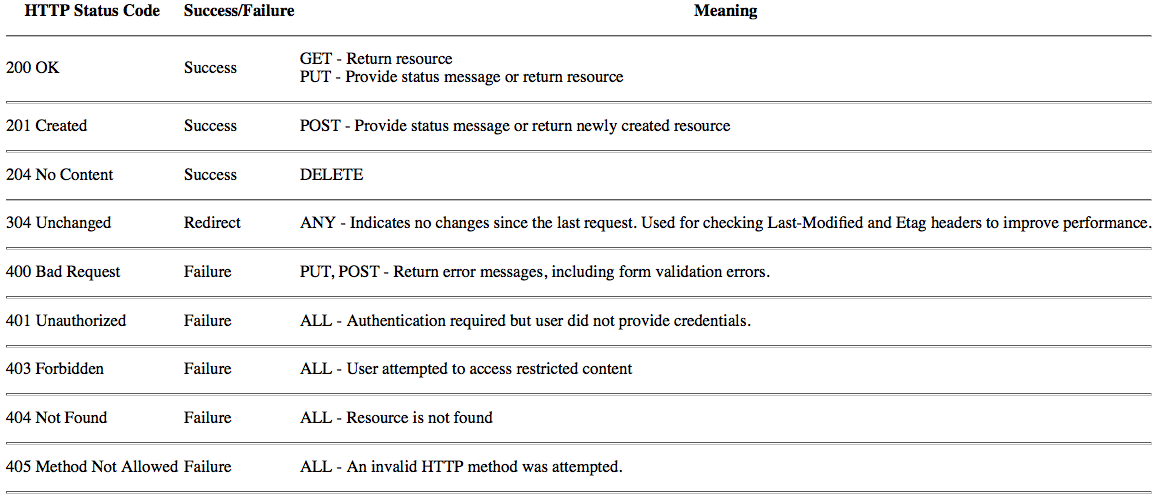 HTTP Status Code Success/Failure Meaning
200 OK Success GET - Return resource
PUT - Provide status message or return resource
201 Created Success POST - Provide status message or return newly created resource
204 No Content Success DELETE
304 Unchanged Redirect ANY - Indicates no changes since the last request. Used for checking Last-Modified and Etag headers to improve performance.
400 Bad Request Failure PUT, POST - Return error messages, including form validation errors.
401 Unauthorized Failure ALL - Authentication required but user did not provide credentials.
403 Forbidden Failure ALL - User attempted to access restricted content
404 Not Found Failure ALL - Resource is not found
405 Method Not Allowed Failure ALL - An invalid HTTP method was attempted.